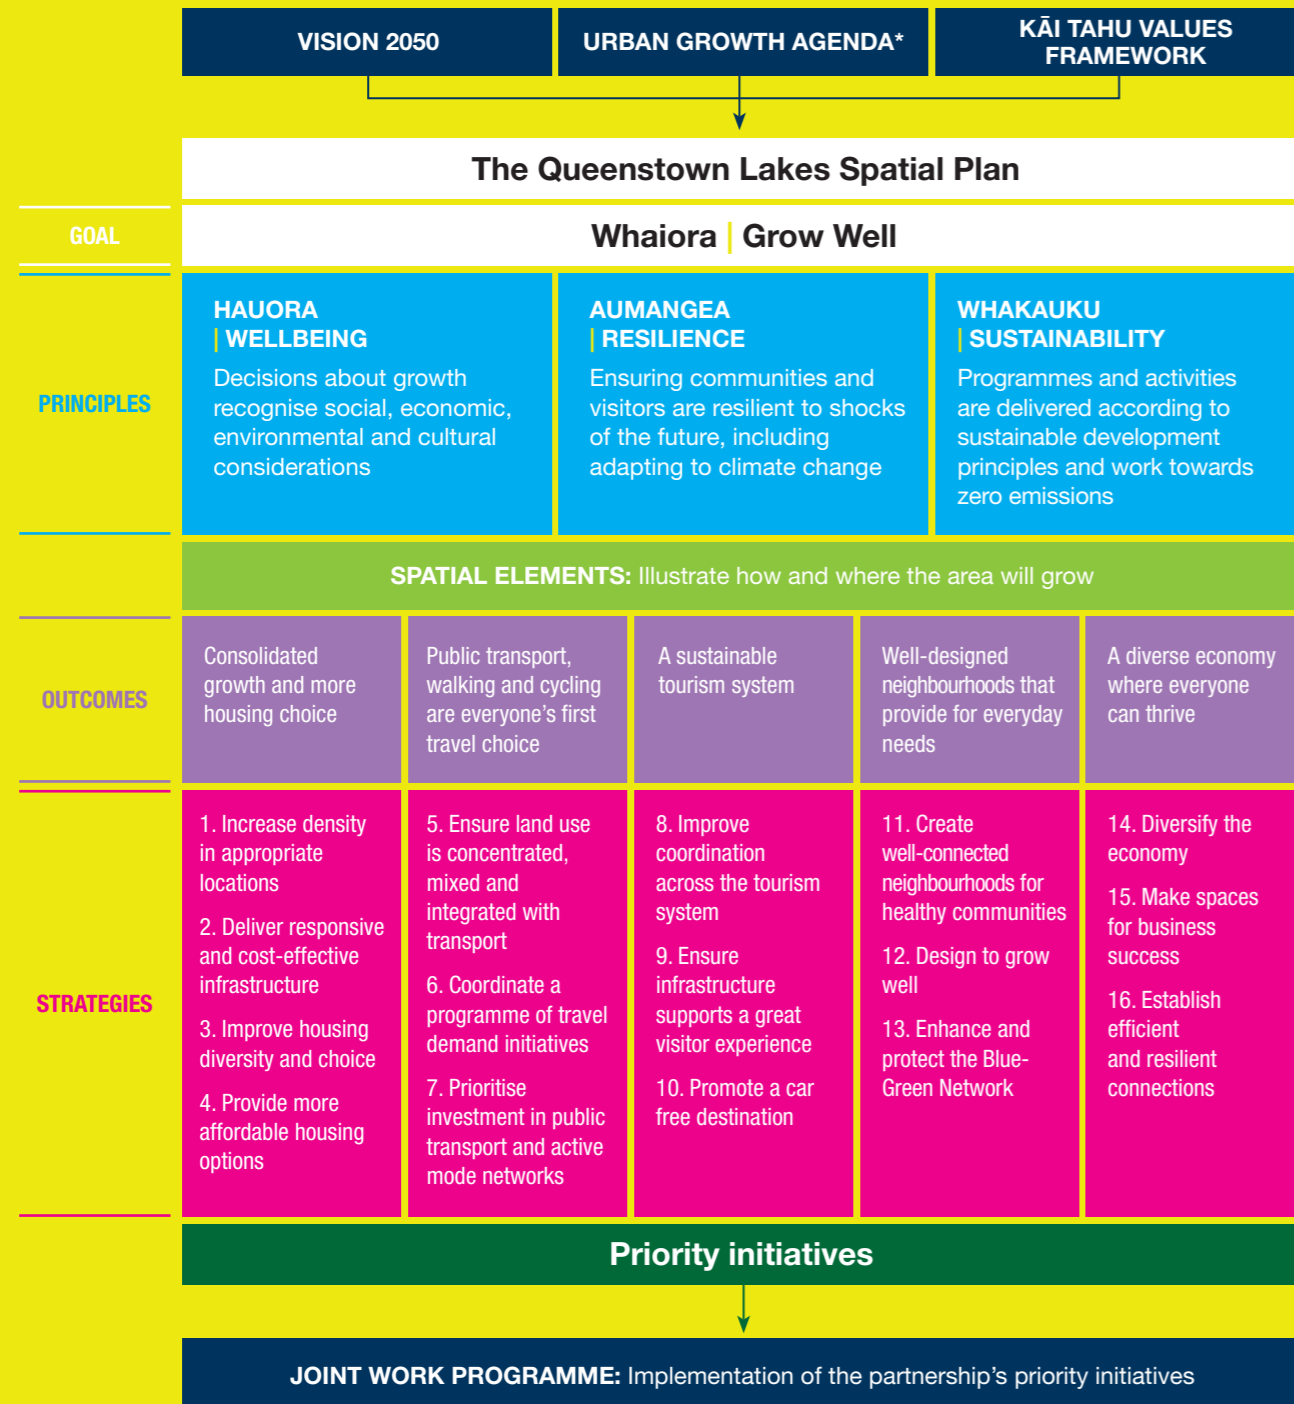 VISION 2050
URBAN GROWTH AGENDA*
KĀI TAHU VALUES
FRAMEWORK
The Queenstown Lakes Spatial Plan
GOAL
Whaiora | Grow Well
PRINCIPLES
HAUORA
| WELLBEING
Decisions about growth
recognise social, economic,
environmental and cultural
considerations
AUMANGEA
| RESILIENCE
Ensuring communities and
visitors are resilient to shocks
of the future, including
adapting to climate change
WHAKAUKU
| SUSTAINABILITY
Programmes and activities
are delivered according to
sustainable development
principles and work towards
zero emissions
SPATIAL ELEMENTS: Illustrate how and where the area will grow
OUTCOMES
Consolidated
growth and more
housing choice
Public transport,
walking and cycling
are everyone's first
travel choice
A sustainable
tourism system
Well-designed
neighbourhoods that
provide for everyday
needs
A diverse economy
where everyone
can thrive
STRATEGIES
1. Increase density
in appropriate
locations
2. Deliver responsive
and cost-effective
infrastructure
3. Improve housing
diversity and choice
4. Provide more
affordable housing
options
5. Ensure land use
is concentrated,
mixed and
integrated with
transport
6. Coordinate a
programme of travel
demand initiatives
7. Prioritise
investment in public
transport and active
mode networks
8. Improve
coordination
across the tourism
system
9. Ensure
infrastructure
supports a great
visitor experience
10. Promote a car
free destination
11. Create
well-connected
neighbourhoods for
healthy communities
12. Design to grow
well
13. Enhance and
protect the Blue-
Green Network
14. Diversify the
economy
15. Make spaces
for business
success
16. Establish
efficient
and resilient
connections
Priority initiatives
JOINT WORK PROGRAMME: Implementation of the partnership's priority initiatives